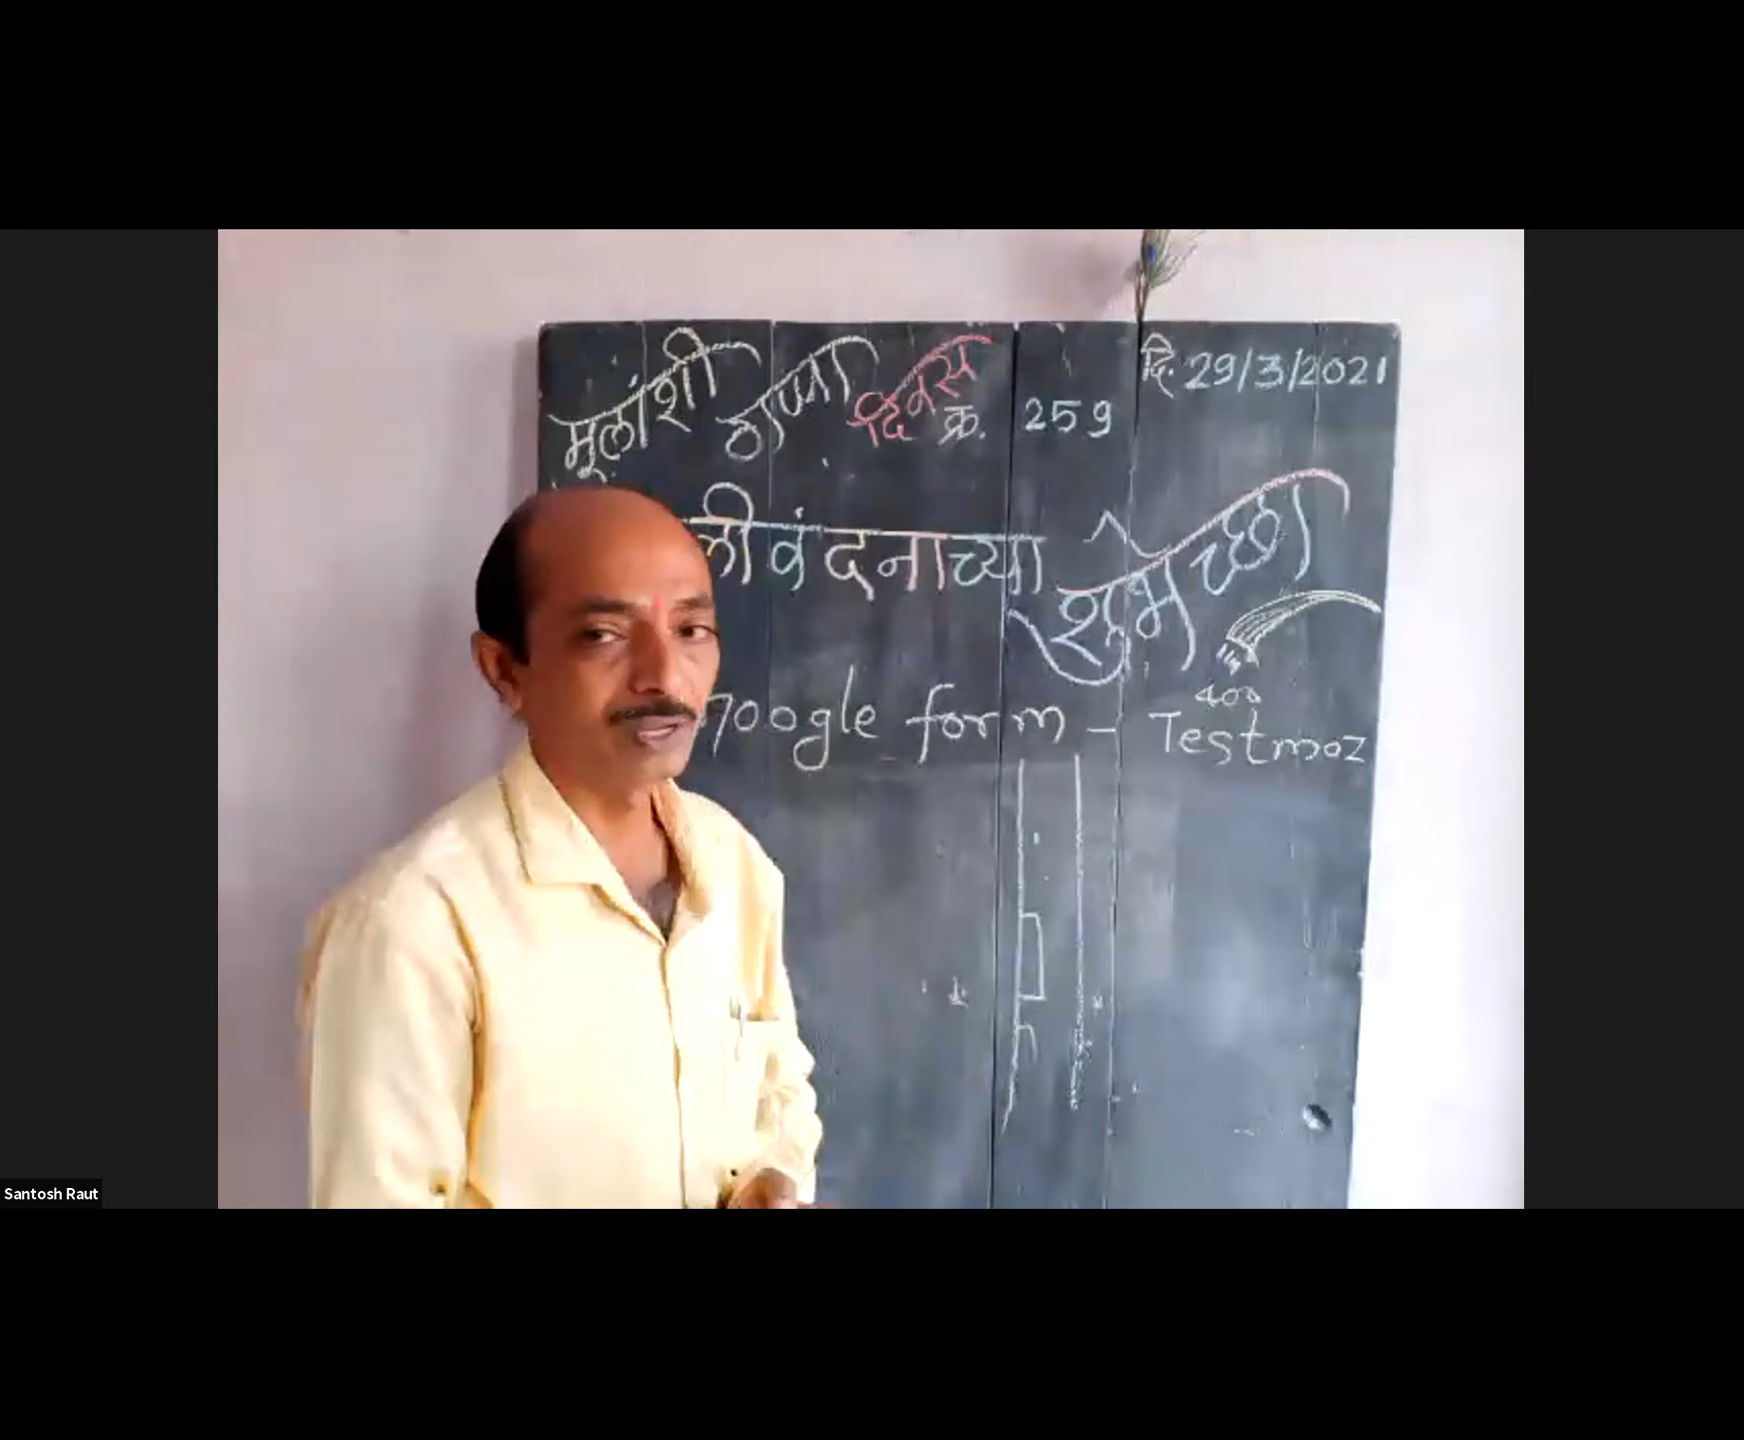 मूलांशी गप्पा दिवस क्र. 259
दि. 29/3/2021
लीवंदनाच्या शुभेच्छा
400
oogle form - Testmoz
Santosh Raut